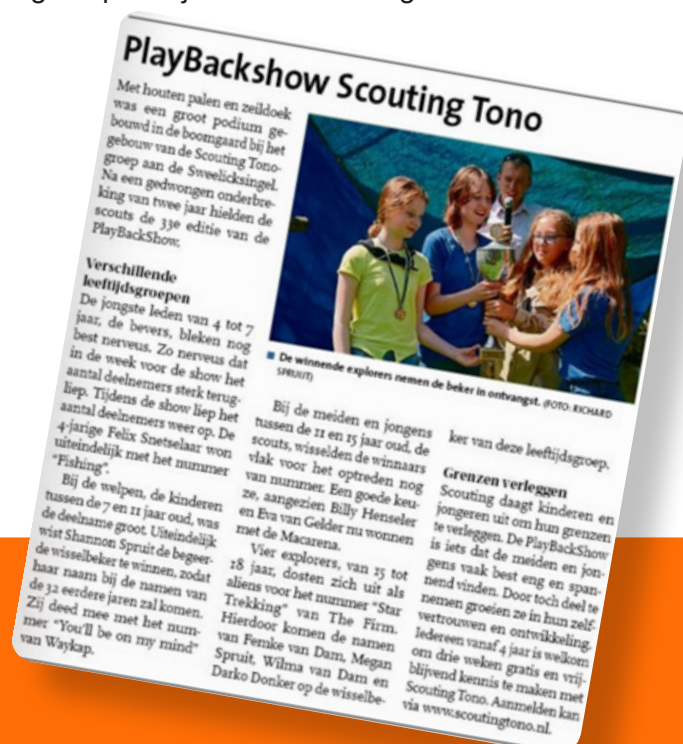 PlayBackshow Scouting Tono
Met houten palen en zeildoek
was een groot podium ge-
bouwd in de boomgaard bij het
gebouw van de Scouting Tono-
groep aan de Sweelicksingel.
Na een gedwongen onderbre-
king van twee jaar hielden de
scouts de 33e editie van de
PlayBackShow.
Verschillende
leeftijdsgroepen
De jongste leden van 4 tot 7
jaar, de bevers, bleken nog
best nerveus. Zo nerveus dat
in de week voor de show het
aantal deelnemers sterk terug-
liep. Tijdens de show liep het
aantal deelnemers weer op. De
4-jarige Felix Snetselaar won
uiteindelijk met het nummer
"Fishing".
Bij de welpen, de kinderen
tussen de 7 en 11 jaar oud, was
de deelname groot. Uiteindelijk
wist Shannon Spruit de begeer-
de wisselbeker te winnen, zodat
haar naam bij de namen van
de 32 eerdere jaren zal komen.
Zij deed mee met het num-
mer "You'll be on my mind"
van Waykap.
De winnende explorers nemen de beker in ontvangst. (FOTO: RICHARD
SPRUIJT)
Bij de meiden en jongens
tussen de 11 en 15 jaar oud, de
scouts, wisselden de winnaars
vlak voor het optreden nog
van nummer. Een goede keu-
ze, aangezien Billy Henseler
en Eva van Gelder nu wonnen
met de Macarena.
Vier explorers, van 15 tot
18 jaar, dosten zich uit als
aliens voor het nummer "Star
Trekking" van The Firm.
Hierdoor komen de namen
van Femke van Dam, Megan
Spruit, Wilma van Dam en
Darko Donker op de wisselbe-
ker van deze leeftijdsgroep.
Grenzen verleggen
Scouting daagt kinderen en
jongeren uit om hun grenzen
te verleggen. De PlayBackShow
is iets dat de meiden en jon-
gens vaak best eng en span-
nend vinden. Door toch deel te
nemen groeien ze in hun zelf-
vertrouwen en ontwikkeling.
Iedereen vanaf 4 jaar is welkom
om drie weken gratis en vrij-
blijvend kennis te maken met
Scouting Tono. Aanmelden kan
via www.scoutingtono.nl.